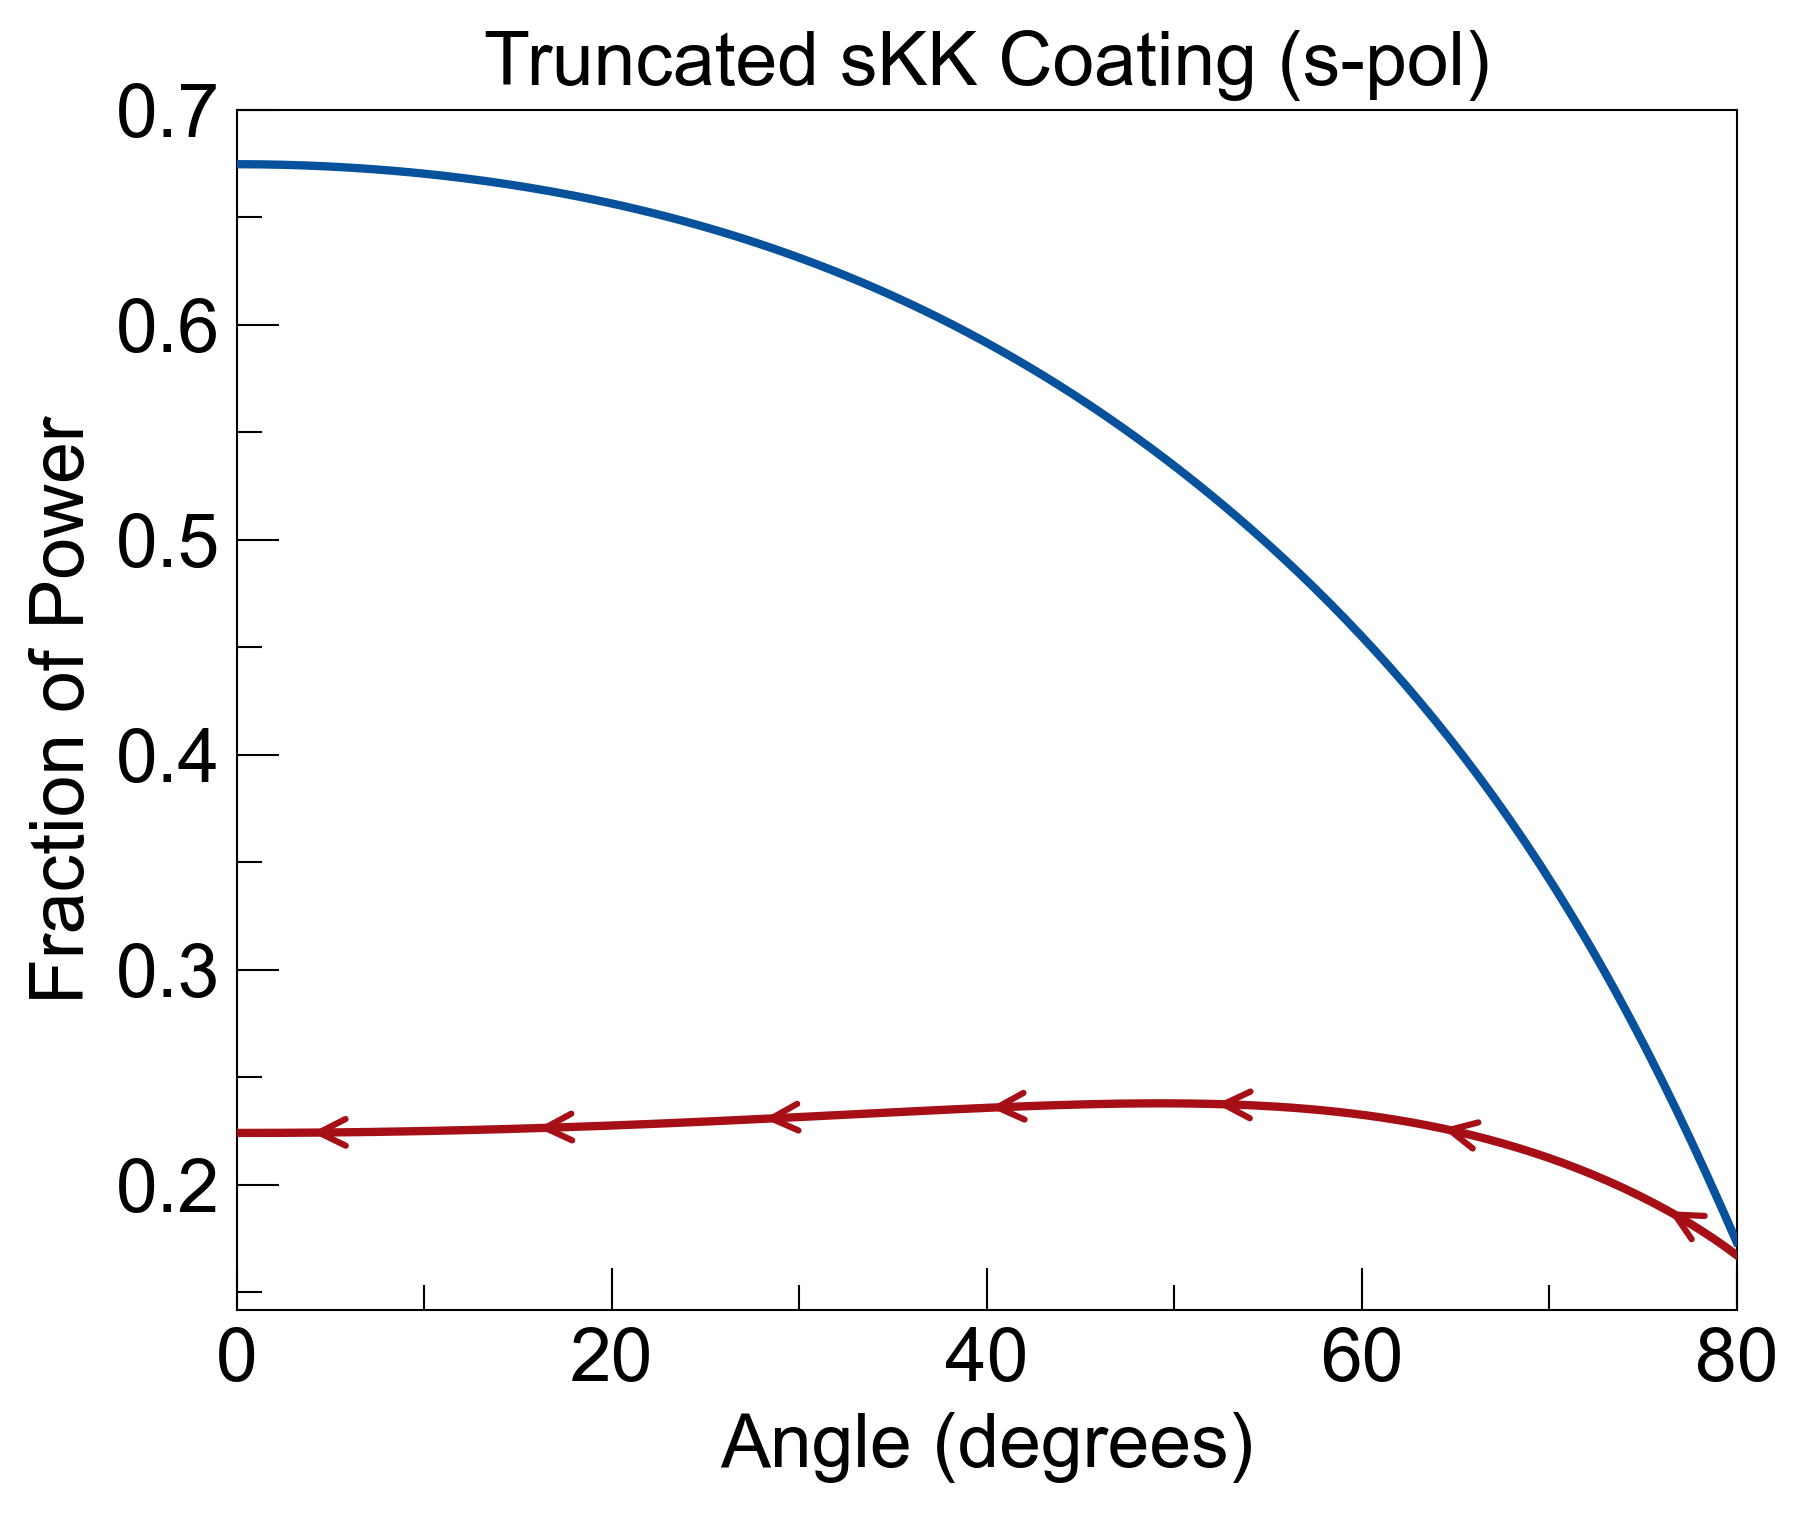 Truncated sKK Coating (s-pol)
0.7
0.6
0.5
0.4
0.3
0.2
Fraction of Power
0 20 40 60 80
Angle (degrees)